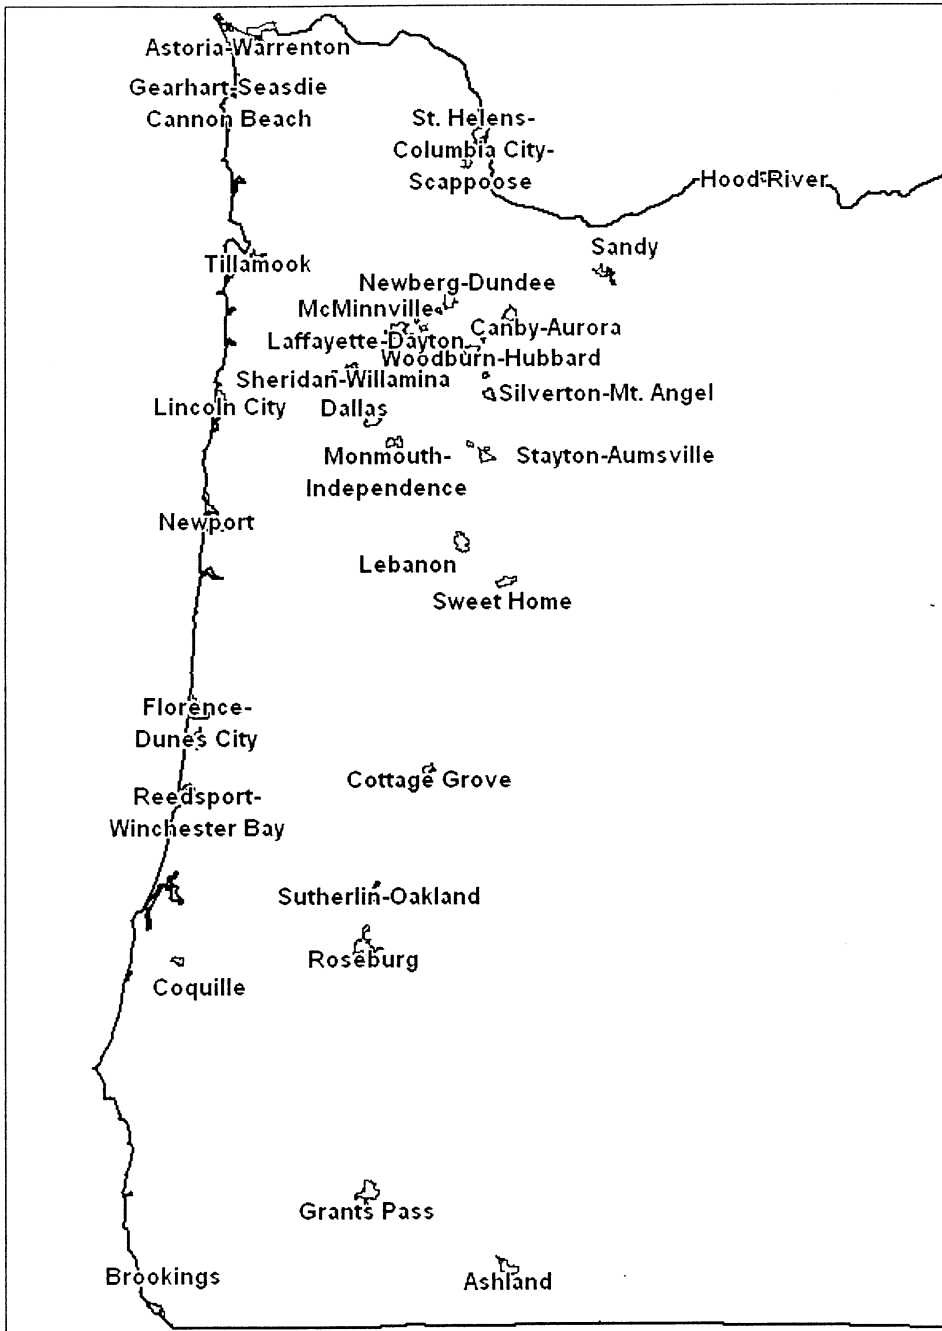 Astoria-Warrenton
Gearhart-Seasdie
Cannon Beach
St. Helens-
Columbia City-
Scappoose
Hood River
Sandy
Tillamook
Newberg-Dundee
McMinnville
Canby-Aurora
Laffayette-Dayton
Woodburn-Hubbard
Sheridan-Willamina
Silverton-Mt. Angel
Lincoln City
Dallas
Monmouth-
Independence
Stayton-Aumsville
Newport
Lebanon
Sweet Home
Florence-
Dunes City
Cottage Grove
Reedsport-
Winchester Bay
Sutherlin-Oakland
Roseburg
Coquille
Grants Pass
Brookings
Ashland